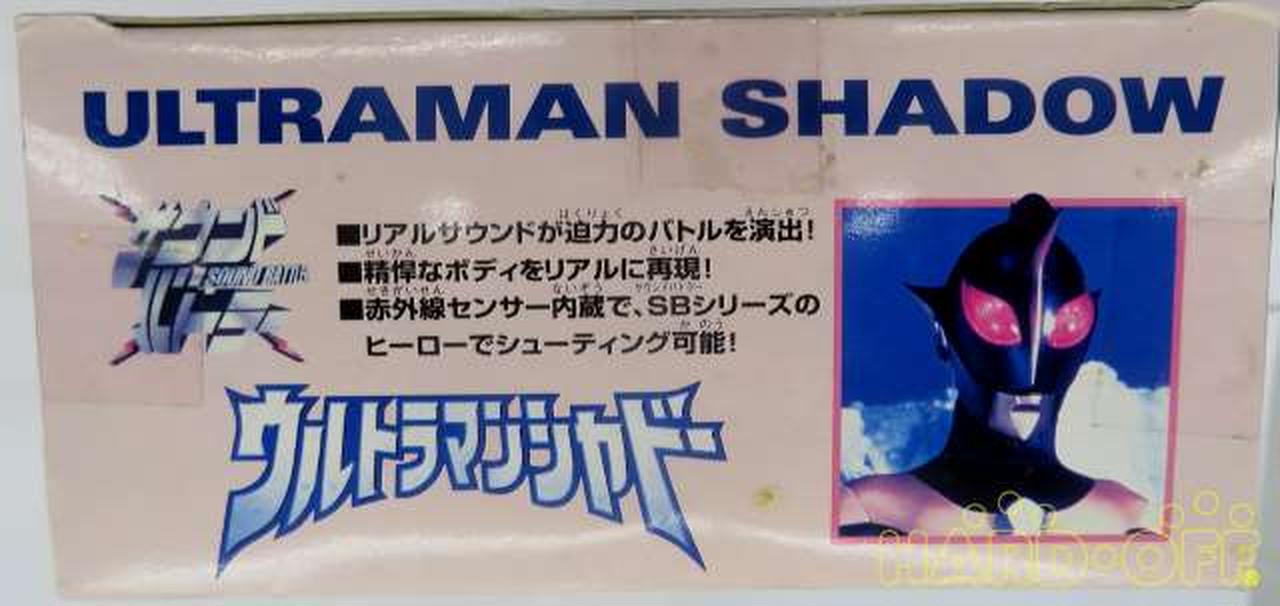 ULTRAMAN SHADOW
サウンド
SOUND BATTLER
バトラー
■リアルサウンドが迫力のバトルを演出!
■精悍なボディをリアルに再現!
■赤外線センサー内蔵で、SBシリーズの
ヒーローでシューティング可能!
ウルトラマンシャドー
HARD・OFF